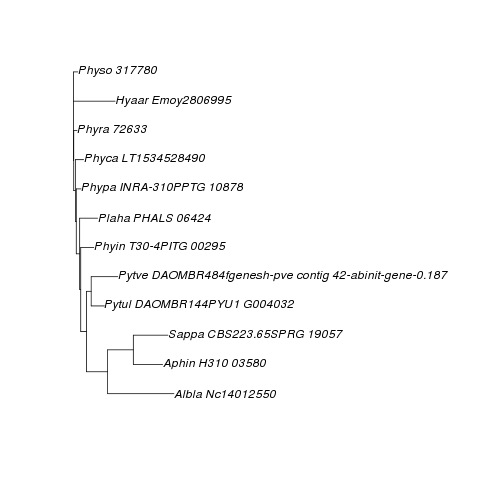 Physo 317780
Hyaar Emoy2806995
Phyra 72633
Phyca LT1534528490
Phypa INRA-310PPTG 10878
Plaha PHALS 06424
Phyin T30-4PITG 00295
Pytve DAOMBR484fgenesh-pve contig 42-abinit-gene-0.187
Pytul DAOMBR144PYU1 G004032
Sappa CBS223.65SPRG 19057
Aphin H310 03580
Albla Nc14012550